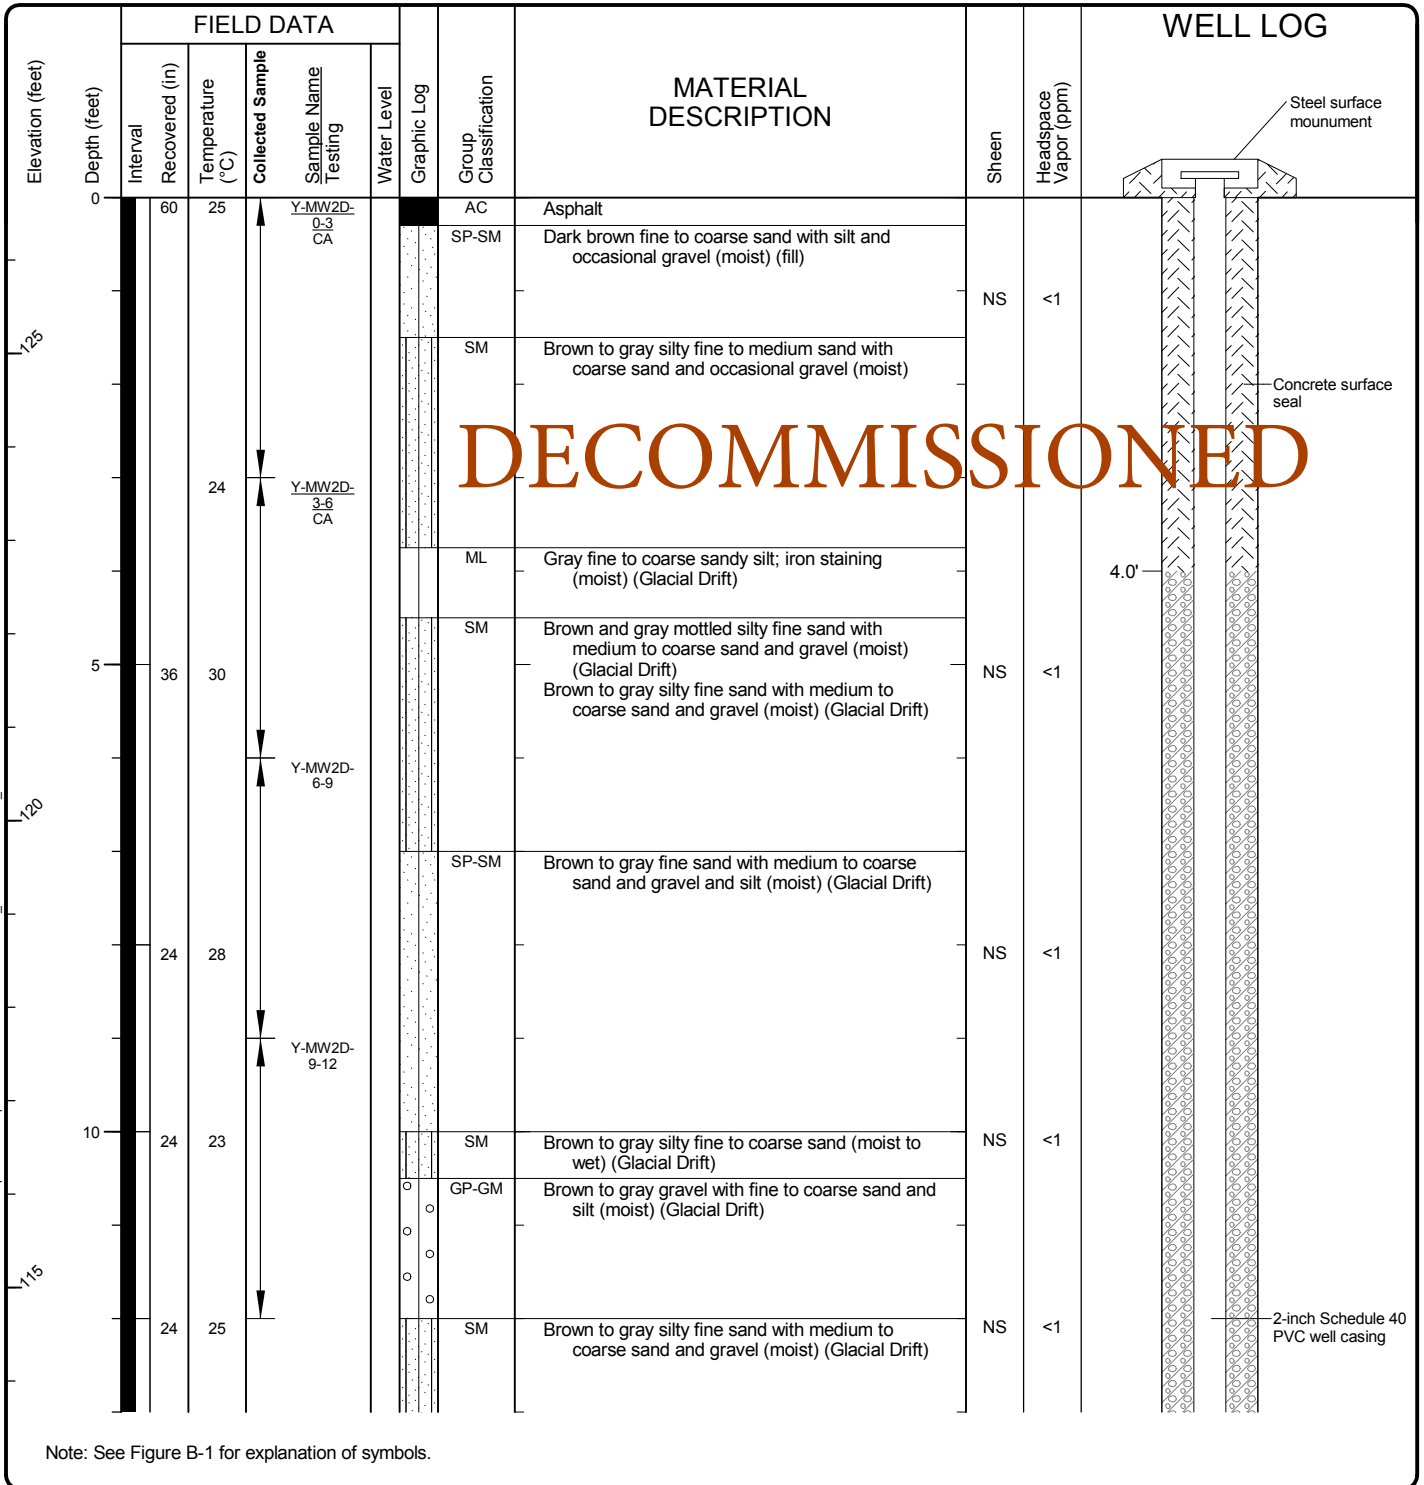 FIELD DATA
WELL LOG
Elevation (feet)
Depth (feet)
Interval
Recovered (in)
Temperature
(°C)
Collected Sample
Sample Name
Testing
Water Level
Graphic Log
Group
Classification
MATERIAL
DESCRIPTION
Sheen
Headspace
Vapor (ppm)
Steel surface
mounument
0
60
25
Y-MW2D-
0-3
CA
AC
Asphalt
SP-SM
Dark brown fine to coarse sand with silt and
occasional gravel (moist) (fill)
NS
<1
125
SM
Brown to gray silty fine to medium sand with
coarse sand and occasional gravel (moist)
Concrete surface
seal
DECOMMISSIONED
24
Y-MW2D-
3-6
CA
ML
Gray fine to coarse sandy silt; iron staining
(moist) (Glacial Drift)
4.0'
SM
Brown and gray mottled silty fine sand with
medium to coarse sand and gravel (moist)
(Glacial Drift)
5
36
30
NS
<1
Brown to gray silty fine sand with medium to
coarse sand and gravel (moist) (Glacial Drift)
Y-MW2D-
6-9
120
SP-SM
Brown to gray fine sand with medium to coarse
sand and gravel and silt (moist) (Glacial Drift)
24
28
NS
<1
Y-MW2D-
9-12
10
24
23
SM
Brown to gray silty fine to coarse sand (moist to
wet) (Glacial Drift)
NS
<1
GP-GM
Brown to gray gravel with fine to coarse sand and
silt (moist) (Glacial Drift)
115
24
25
SM
Brown to gray silty fine sand with medium to
coarse sand and gravel (moist) (Glacial Drift)
NS
<1
2-inch Schedule 40
PVC well casing
Note: See Figure B-1 for explanation of symbols.